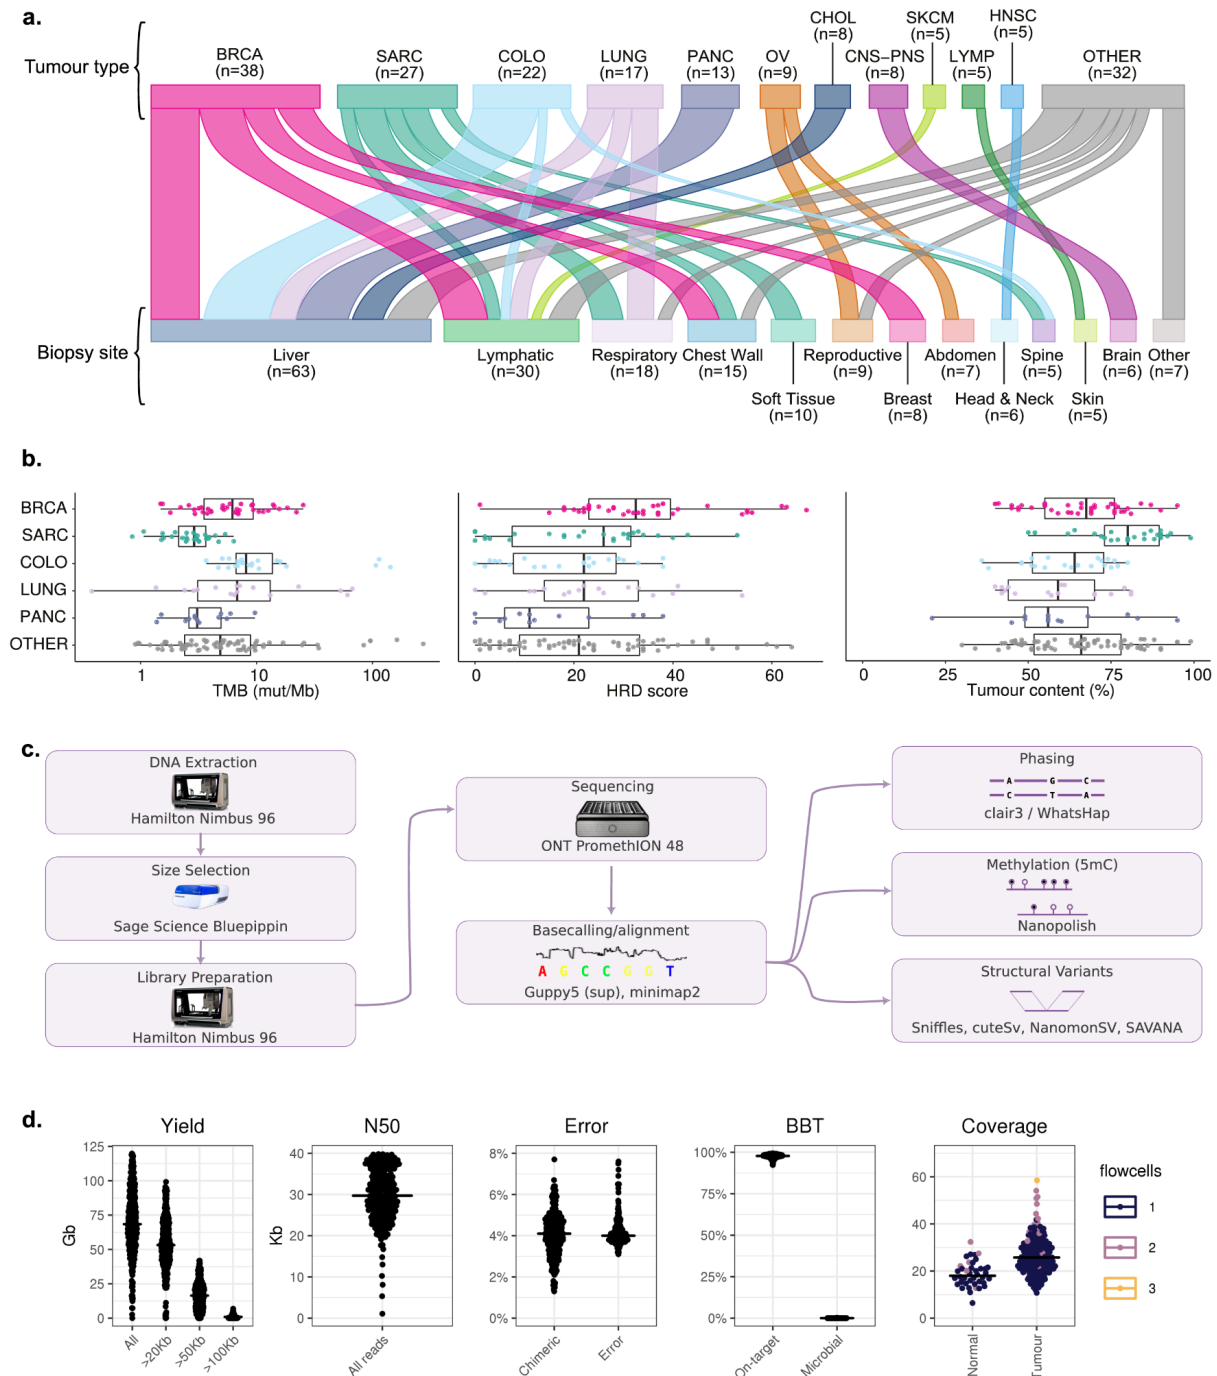 a.
Tumour type
BRCA
(n=38)
SARC
(n=27)
COLO
(n=22)
LUNG
(n=17)
PANC
(n=13)
OV
(n=9)
CHOL
(n=8)
CNS-PNS
(n=8)
SKCM
(n=5)
LYMP
(n=5)
HNSC
(n=5)
OTHER
(n=32)
Biopsy site
Liver
(n=63)
Lymphatic
(n=30)
Respiratory
(n=18)
Chest Wall
(n=15)
Soft Tissue
(n=10)
Reproductive
(n=9)
Breast
(n=8)
Abdomen
(n=7)
Head & Neck
(n=6)
Spine
(n=5)
Skin
(n=5)
Brain
(n=6)
Other
(n=7)
b.
BRCA
SARC
COLO
LUNG
PANC
OTHER
1 10 100
TMB (mut/Mb)
0 20 40 60
HRD score
0 25 50 75 100
Tumour content (%)
c.
DNA Extraction
Hamilton Nimbus 96
Size Selection
Sage Science Bluepippin
Library Preparation
Hamilton Nimbus 96
Sequencing
ONT PromethION 48
Basecalling/alignment
A G C C G G T
Guppy5 (sup), minimap2
Phasing
A G C
C T A
clair3 / WhatsHap
Methylation (5mC)
Nanopolish
Structural Variants
Sniffles, cuteSv, NanomonSV, SAVANA
d.
Yield
Gb
125
100
75
50
25
0
All
>20Kb
>50Kb
>100Kb
N50
Kb
40
30
20
10
0
All reads
Error
8%
6%
4%
2%
0%
Chimeric
Error
BBT
100%
75%
50%
25%
0%
On-target
Microbial
Coverage
60
40
20
0
Normal
Tumour
flowcells
1
2
3